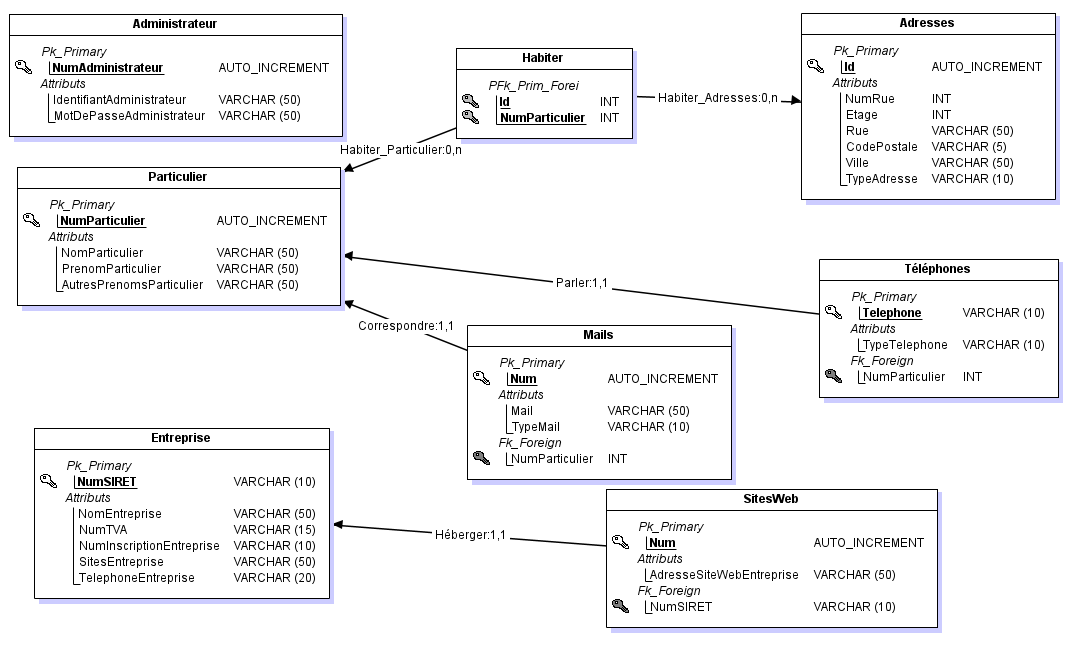 Administrateur
Pk_Primary
NumAdministrateur AUTO_INCREMENT
Attributs
IdentifiantAdministrateur VARCHAR (50)
MotDePasseAdministrateur VARCHAR (50)
Habiter
PFk_Prim_Forei
Id INT
NumParticulier INT
Habiter_Adresses:0,n
Habiter_Particulier:0,n
Adresses
Pk_Primary
Id AUTO_INCREMENT
Attributs
NumRue INT
Etage INT
Rue VARCHAR (50)
CodePostale VARCHAR (5)
Ville VARCHAR (50)
TypeAdresse VARCHAR (10)
Particulier
Pk_Primary
NumParticulier AUTO_INCREMENT
Attributs
NomParticulier VARCHAR (50)
PrenomParticulier VARCHAR (50)
AutresPrenomsParticulier VARCHAR (50)
Parler:1,1
Correspondre:1,1
Téléphones
Pk_Primary
Telephone VARCHAR (10)
Attributs
TypeTelephone VARCHAR (10)
Fk_Foreign
NumParticulier INT
Mails
Pk_Primary
Num AUTO_INCREMENT
Attributs
Mail VARCHAR (50)
TypeMail VARCHAR (10)
Fk_Foreign
NumParticulier INT
Entreprise
Pk_Primary
NumSIRET VARCHAR (10)
Attributs
NomEntreprise VARCHAR (50)
NumTVA VARCHAR (15)
NumInscriptionEntreprise VARCHAR (10)
SitesEntreprise VARCHAR (50)
TelephoneEntreprise VARCHAR (20)
Héberger:1,1
SitesWeb
Pk_Primary
Num AUTO_INCREMENT
Attributs
AdresseSiteWebEntreprise VARCHAR (50)
Fk_Foreign
NumSIRET VARCHAR (10)